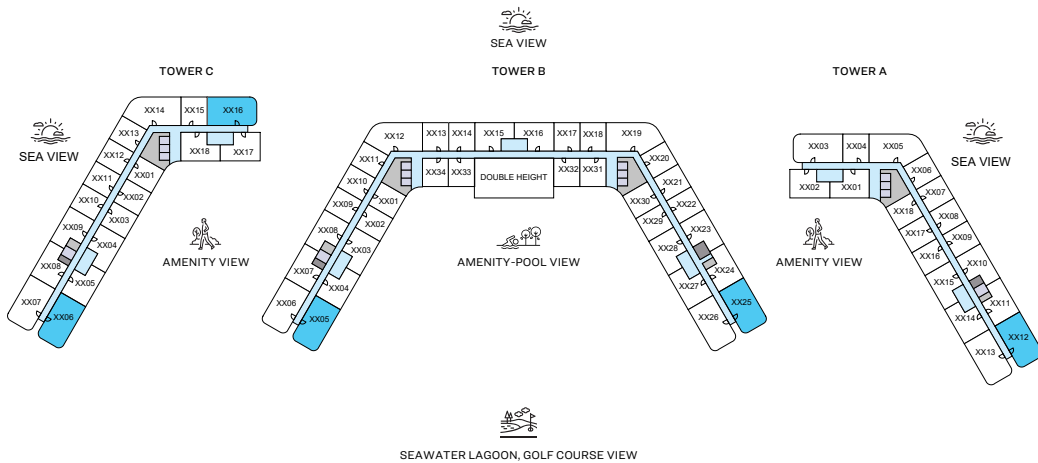 SEA VIEW
TOWER C
TOWER B
TOWER A
SEA VIEW
XX14
XX15
XX16
XX13
XX12
XX11
XX10
XX09
XX08
XX07
XX06
XX05
XX04
XX03
XX02
XX01
XX18
XX17
AMENITY VIEW
XX12
XX13
XX14
XX15
XX16
XX17
XX18
XX19
XX11
XX10
XX08
XX07
XX06
XX05
XX04
XX03
XX02
XX01
XX34
XX33
DOUBLE HEIGHT
XX32
XX31
XX30
XX29
XX28
XX27
XX26
XX20
XX21
XX22
XX23
XX24
XX25
AMENITY-POOL VIEW
AMENITY VIEW
XX03
XX04
XX05
XX02
XX01
XX06
XX07
XX08
XX09
XX10
XX11
XX12
XX18
XX17
XX16
XX15
XX14
XX13
SEA VIEW
SEAWATER LAGOON, GOLF COURSE VIEW